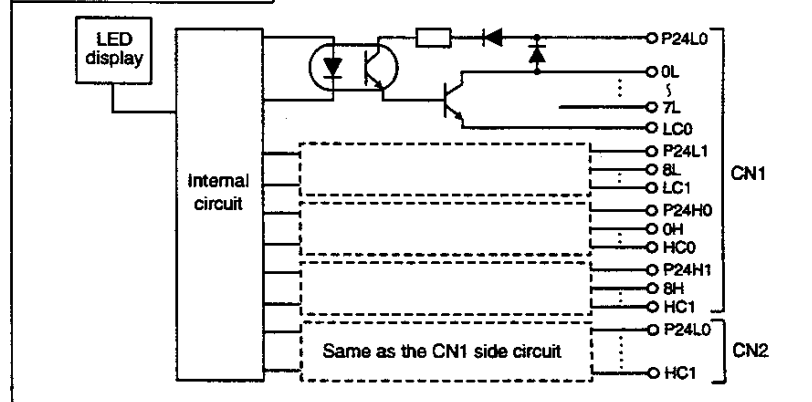 LED
display
P24L0
0L
7L
LC0
P24L1
8L
LC1
CN1
Internal
circuit
P24H0
0H
HC0
P24H1
8H
HC1
P24L0
Same as the CN1 side circuit
CN2
HC1